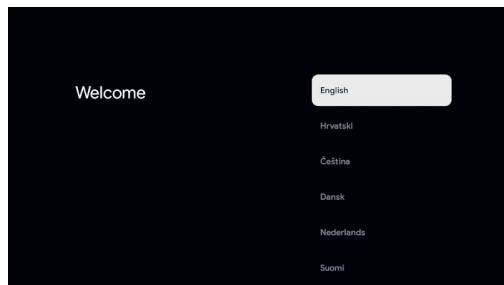 Welcome
English
Hrvatski
Čeština
Dansk
Nederlands
Suomi